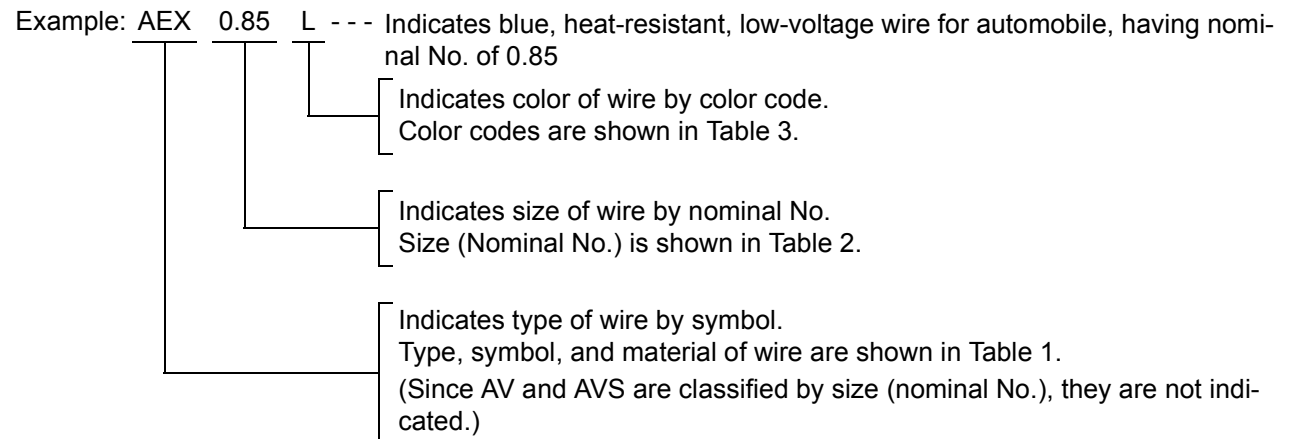 Example: AEX 0.85 L - - - Indicates blue, heat-resistant, low-voltage wire for automobile, having nomi-
nal No. of 0.85
Indicates color of wire by color code.
Color codes are shown in Table 3.
Indicates size of wire by nominal No.
Size (Nominal No.) is shown in Table 2.
Indicates type of wire by symbol.
Type, symbol, and material of wire are shown in Table 1.
(Since AV and AVS are classified by size (nominal No.), they are not indi-
cated.)